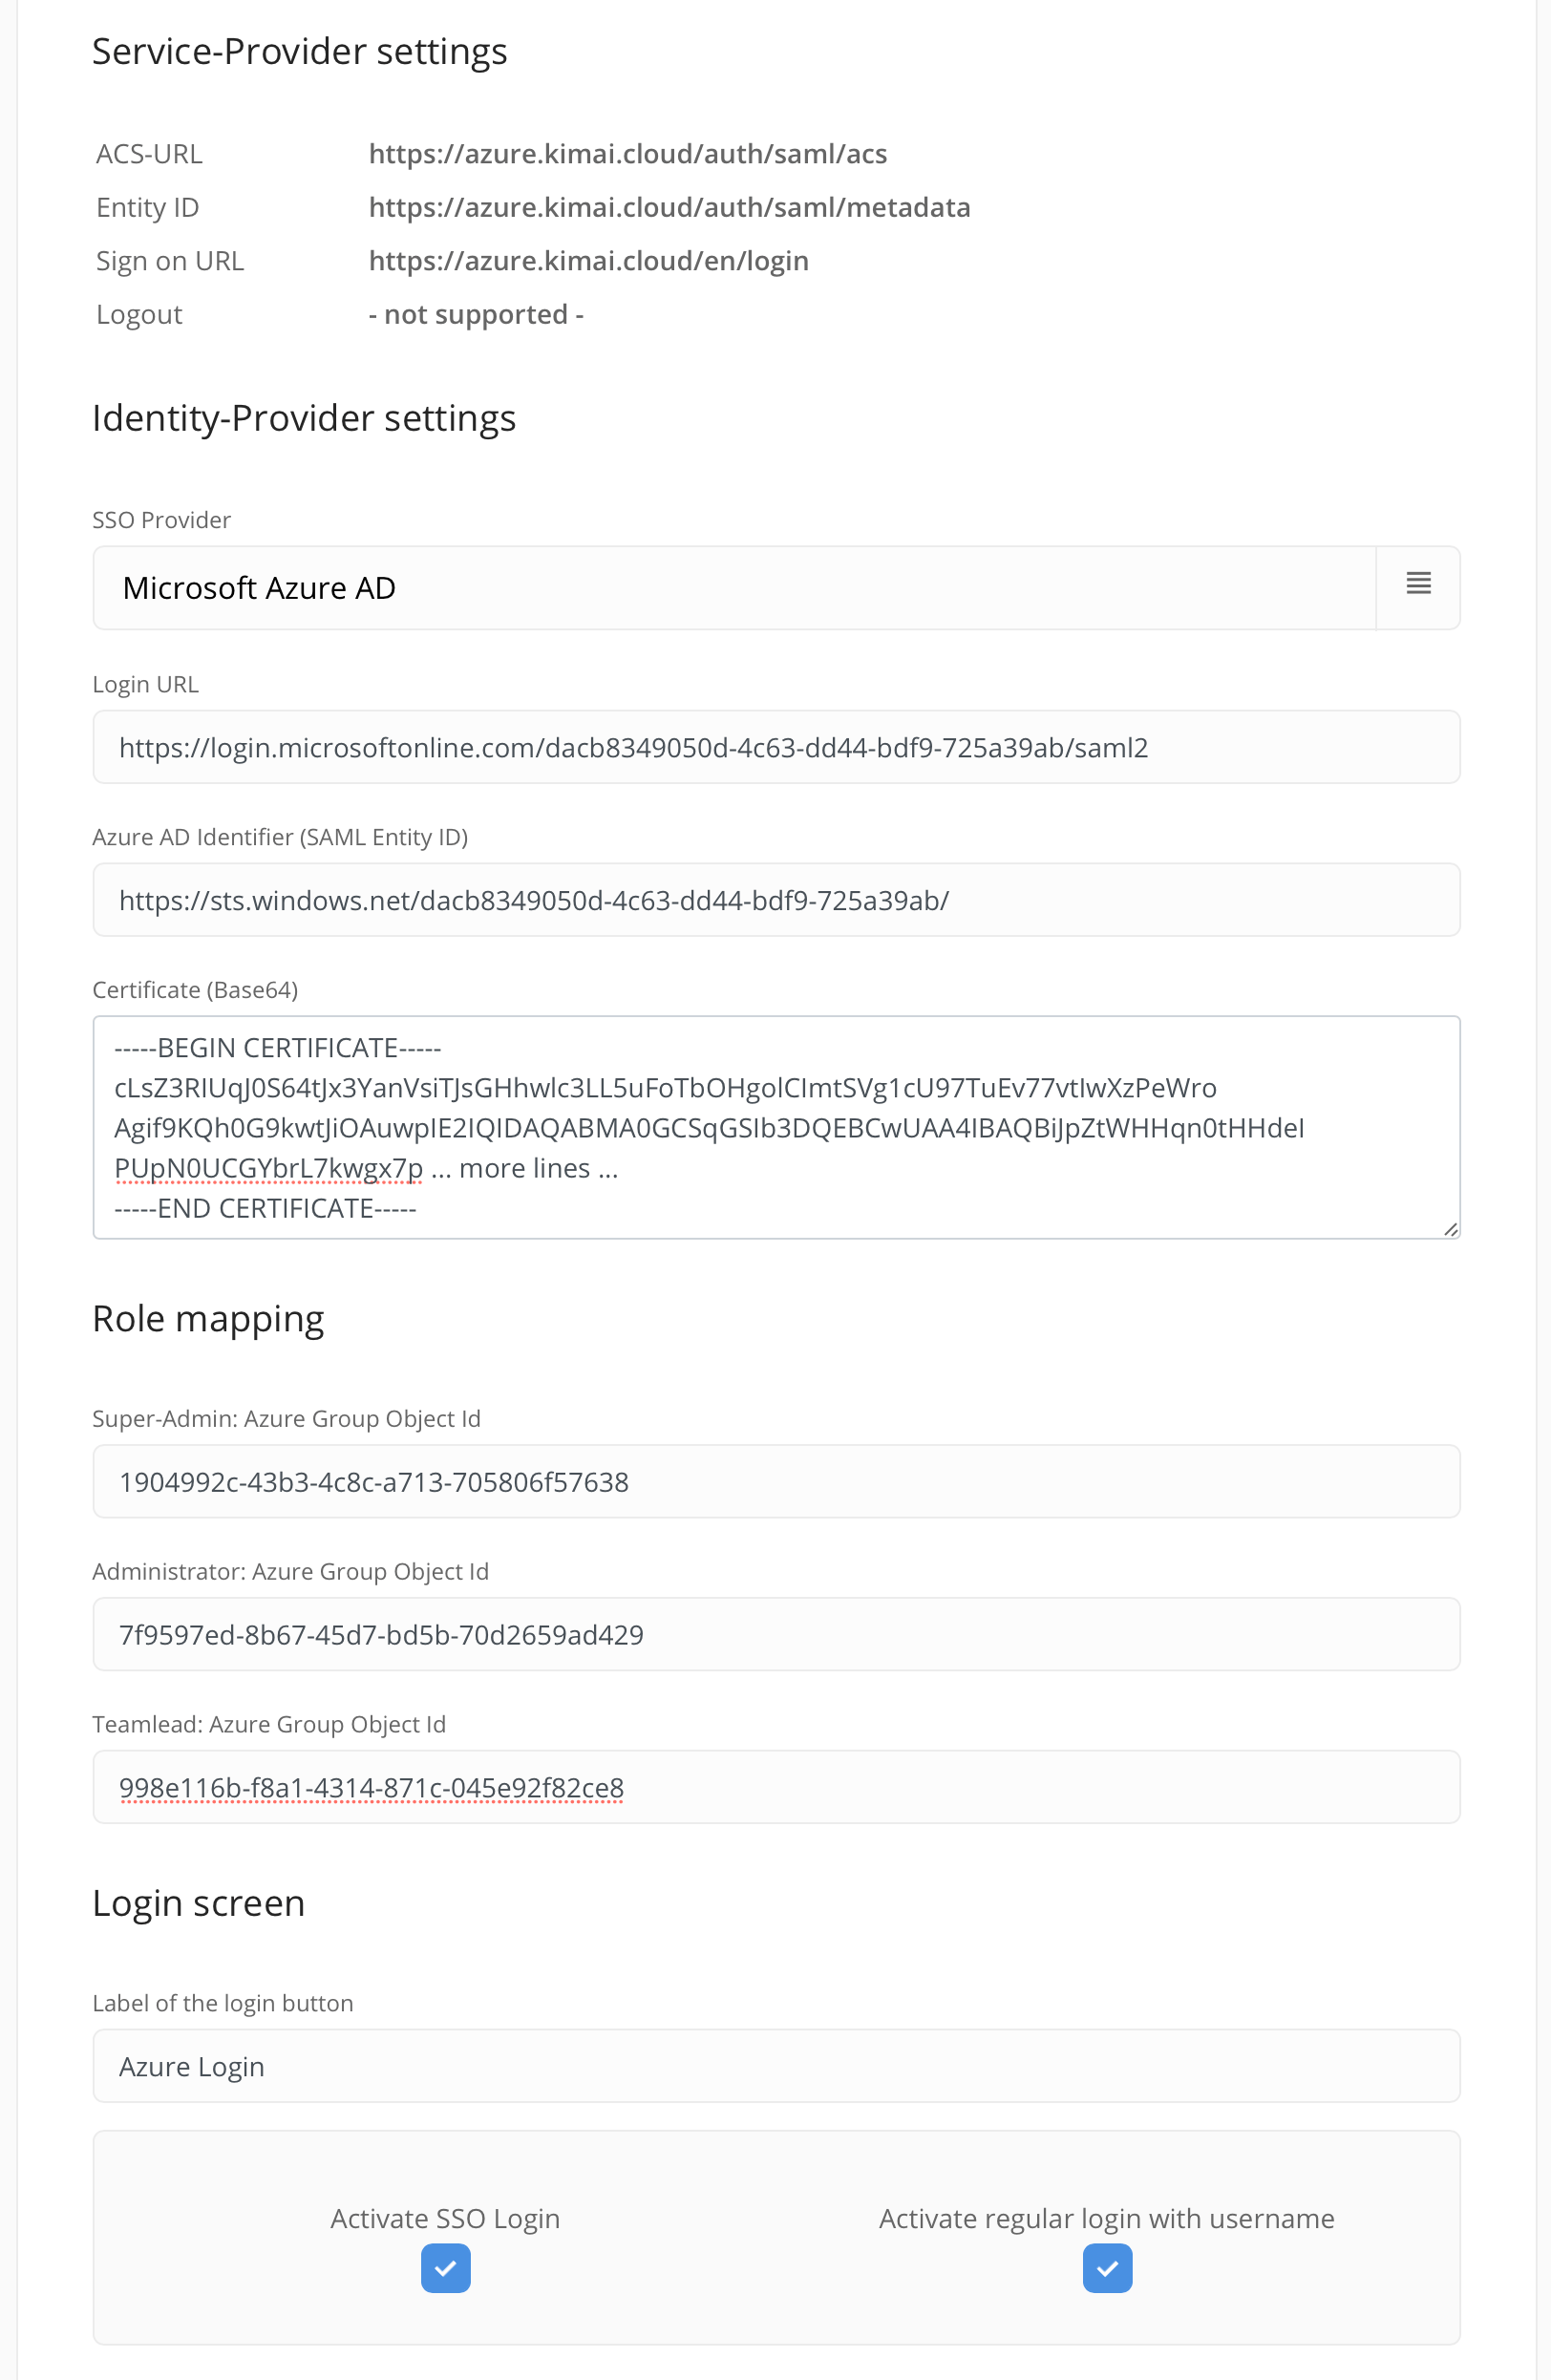 Service-Provider settings
ACS-URL https://azure.kimai.cloud/auth/saml/acs
Entity ID https://azure.kimai.cloud/auth/saml/metadata
Sign on URL https://azure.kimai.cloud/en/login
Logout - not supported -
Identity-Provider settings
SSO Provider
Microsoft Azure AD
Login URL
https://login.microsoftonline.com/dacb8349050d-4c63-dd44-bdf9-725a39ab/saml2
Azure AD Identifier (SAML Entity ID)
https://sts.windows.net/dacb8349050d-4c63-dd44-bdf9-725a39ab/
Certificate (Base64)
-----BEGIN CERTIFICATE-----
cLsZ3RIUqJ0S64tJx3YanVsiTJsGHhwlc3LL5uFoTbOHgolCImtSVg1cU97TuEv77vtIwXzPeWro
Agif9KQh0G9kwtJiOAuwpIE2IQIDAQABMA0GCSqGSIb3DQEBCwUAA4IBAQBiJpZtWHHqn0tHHdel
PUpN0UCGYbrL7kwgx7p ... more lines ...
-----END CERTIFICATE-----
Role mapping
Super-Admin: Azure Group Object Id
1904992c-43b3-4c8c-a713-705806f57638
Administrator: Azure Group Object Id
7f9597ed-8b67-45d7-bd5b-70d2659ad429
Teamlead: Azure Group Object Id
998e116b-f8a1-4314-871c-045e92f82ce8
Login screen
Label of the login button
Azure Login
Activate SSO Login Activate regular login with username